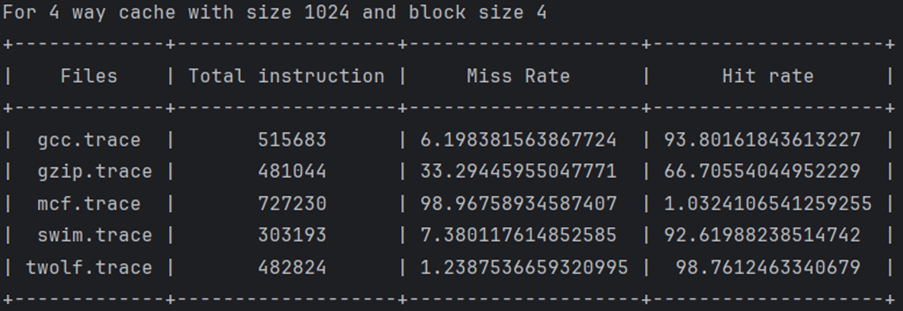 For 4 way cache with size 1024 and block size 4
+-------------+-------------------+--------------------+--------------------+
|    Files    | Total instruction |     Miss Rate      |      Hit rate      |
+-------------+-------------------+--------------------+--------------------+
|  gcc.trace  |       515683      | 6.198381563867724  | 93.80161843613227  |
|  gzip.trace |       481044      | 33.29445955047771  | 66.70554044952229  |
|  mcf.trace  |       727230      | 98.96758934587407  | 1.0324106541259255 |
|  swim.trace |       303193      | 7.380117614852585  | 92.61988238514742  |
| twolf.trace |       482824      | 1.2387536659320995 |  98.7612463340679  |
+-------------+-------------------+--------------------+--------------------+